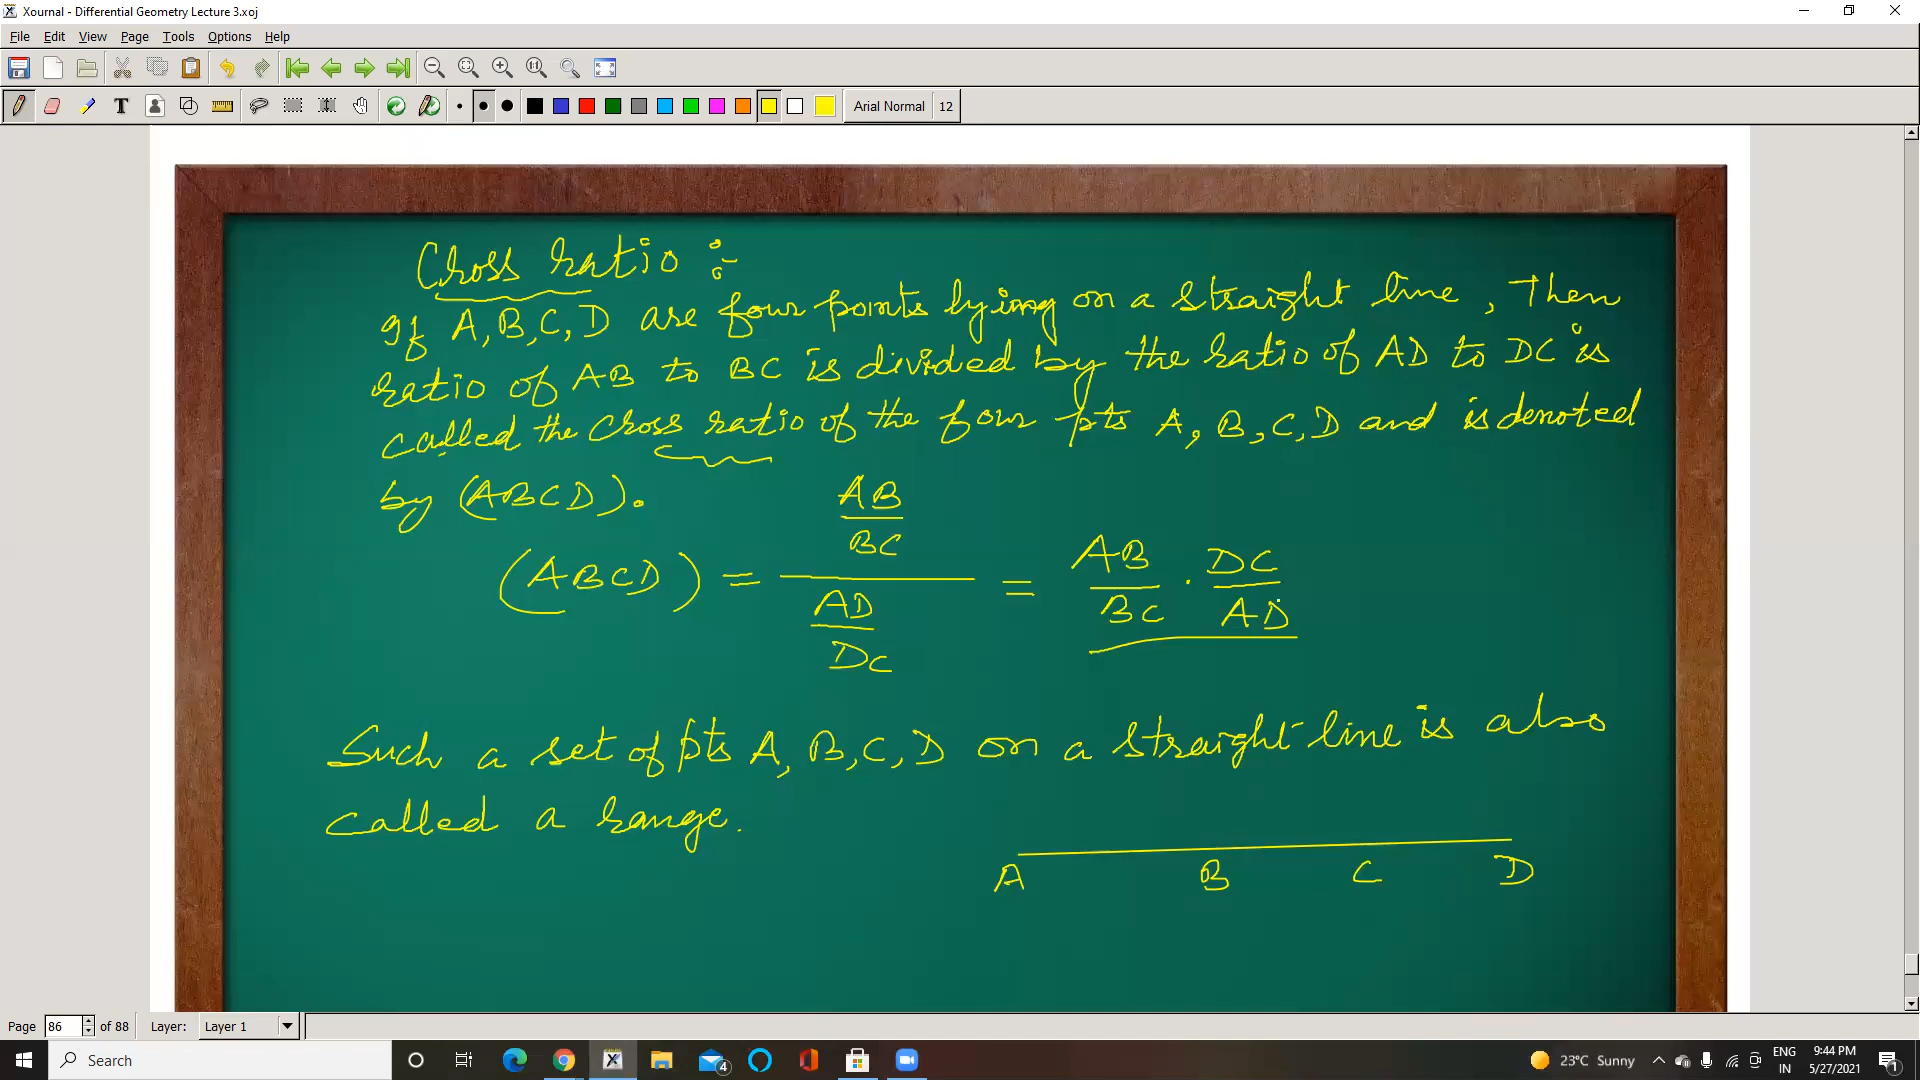 Xournal - Differential Geometry Lecture 3.xoj
File Edit View Page Tools Options Help
Arial Normal 12
Cross ratio :-
If A, B, C, D are four points lying on a straight line, Then
ratio of AB to BC is divided by the ratio of AD to DC is
called the cross ratio of the four pts A, B, C, D and is denoted
by (ABCD).
(ABCD) = AB/BC / AD/DC = AB/BC · DC/AD
Such a set of pts A, B, C, D on a straight line is also
called a range.
A B C D
Page 86 of 88 Layer: Layer 1
Search
4
23°C Sunny
ENG
IN
9:44 PM
5/27/2021
1